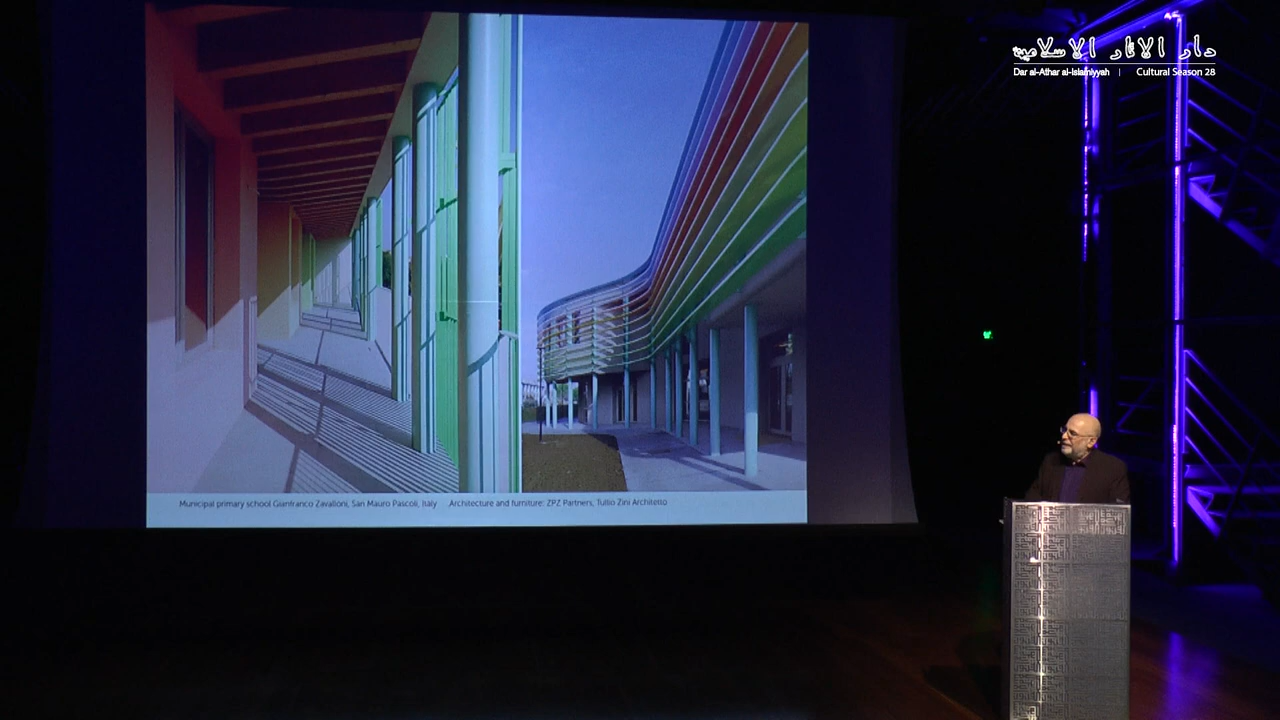 دار الاثار الاسلامية
Dar al-Athar al-Islamiyyah | Cultural Season 28
Municipal primary school Gianfranco Zavalloni, San Mauro Pascoli, Italy Architecture and furniture: ZPZ Partners, Tullio Zini Architetto